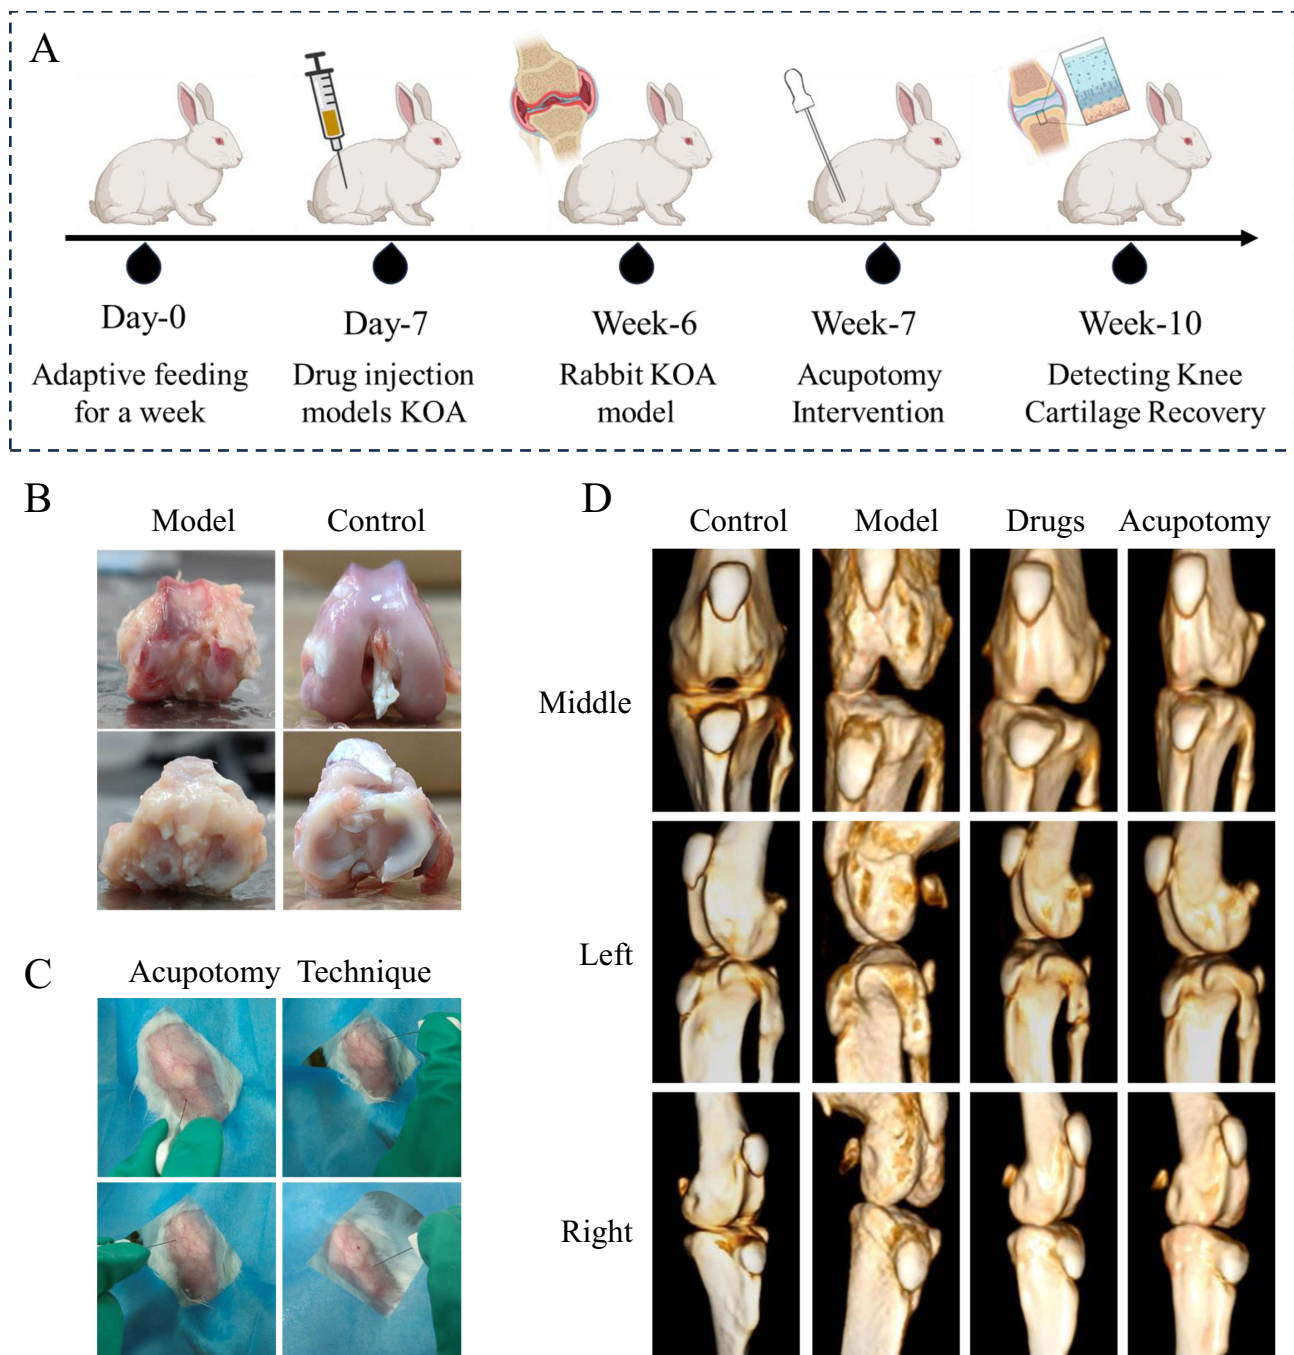 A
Day-0
Day-7
Week-6
Week-7
Week-10
Adaptive feeding
for a week
Drug injection
models KOA
Rabbit KOA
model
Acupotomy
Intervention
Detecting Knee
Cartilage Recovery
B
Model
Control
C
Acupotomy Technique
D
Control
Model
Drugs
Acupotomy
Middle
Left
Right